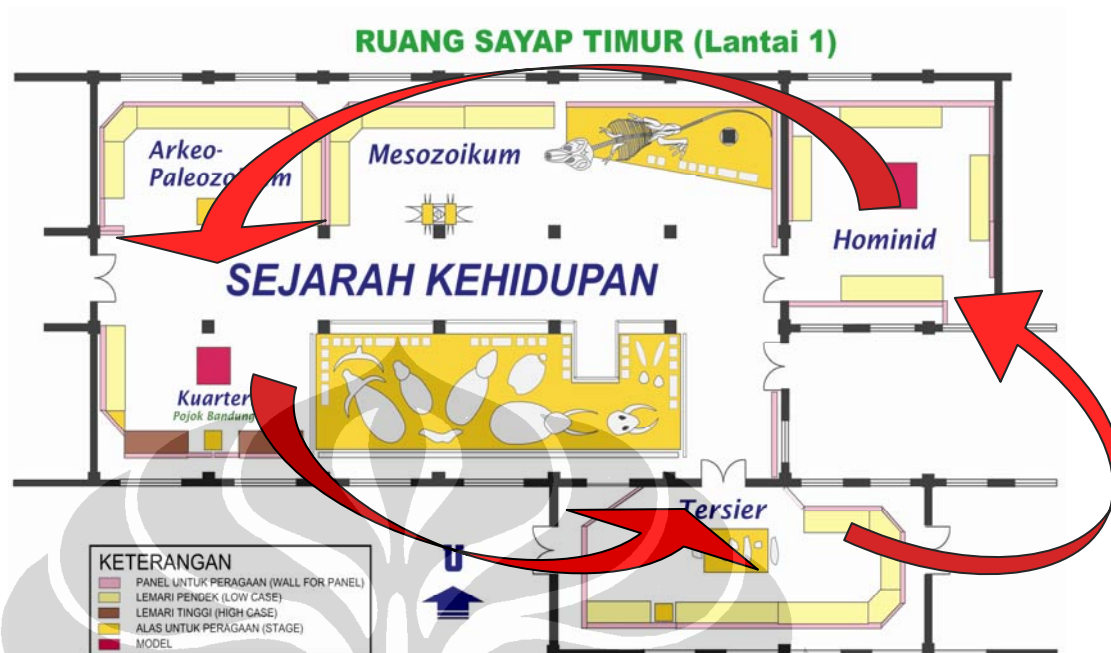 RUANG SAYAP TIMUR (Lantai 1)
Arkeo-
Paleozoikum
Mesozoikum
Hominid
SEJARAH KEHIDUPAN
Kuarter
Pojok Bandung
Tersier
U
KETERANGAN
PANEL UNTUK PERAGAAN (WALL FOR PANEL)
LEMARI PENDEK (LOW CASE)
LEMARI TINGGI (HIGH CASE)
ALAS UNTUK PERAGAAN (STAGE)
MODEL